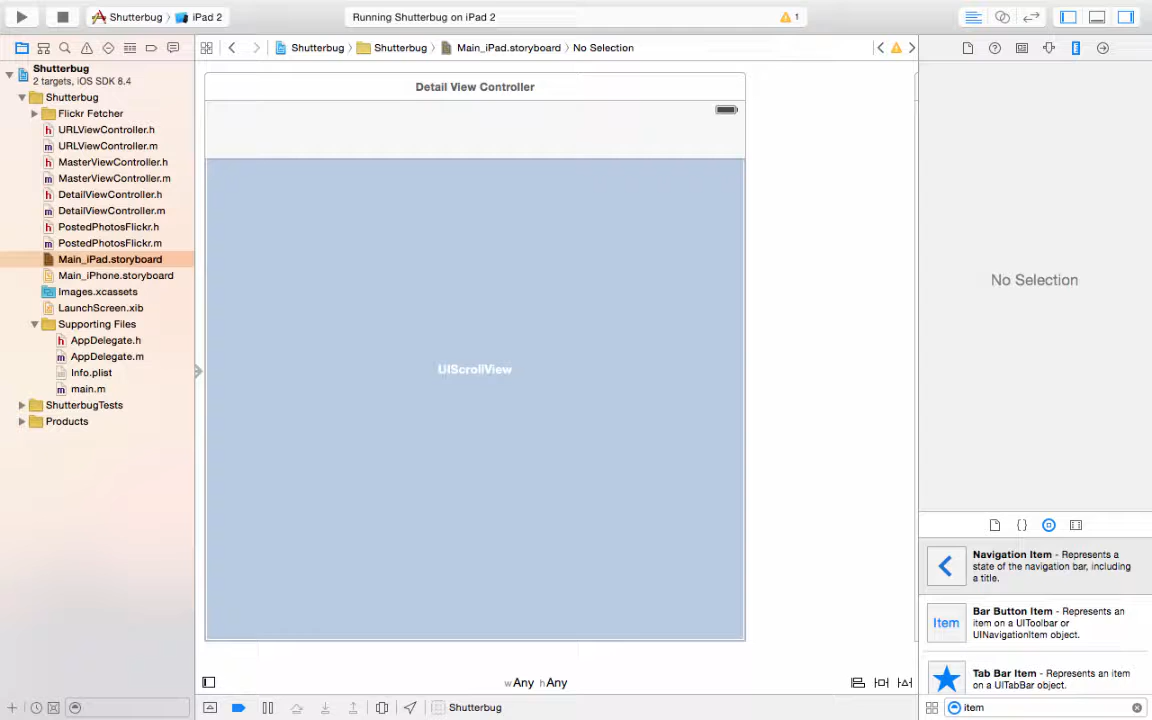 Shutterbug
iPad 2
Running Shutterbug on iPad 2
1
Shutterbug
Shutterbug
Main_iPad.storyboard
No Selection
Shutterbug
2 targets, iOS SDK 8.4
Shutterbug
Flickr Fetcher
h URLViewController.h
m URLViewController.m
h MasterViewController.h
m MasterViewController.m
h DetailViewController.h
m DetailViewController.m
h PostedPhotosFlickr.h
m PostedPhotosFlickr.m
Main_iPad.storyboard
Main_iPhone.storyboard
Images.xcassets
LaunchScreen.xib
Supporting Files
h AppDelegate.h
m AppDelegate.m
Info.plist
m main.m
ShutterbugTests
Products
Detail View Controller
UIScrollView
wAny hAny
Shutterbug
No Selection
{ }
Navigation Item - Represents a
state of the navigation bar, including
a title.
Item
Bar Button Item - Represents an
item on a UIToolbar or
UINavigationItem object.
Tab Bar Item - Represents an item
on a UITabBar object.
item